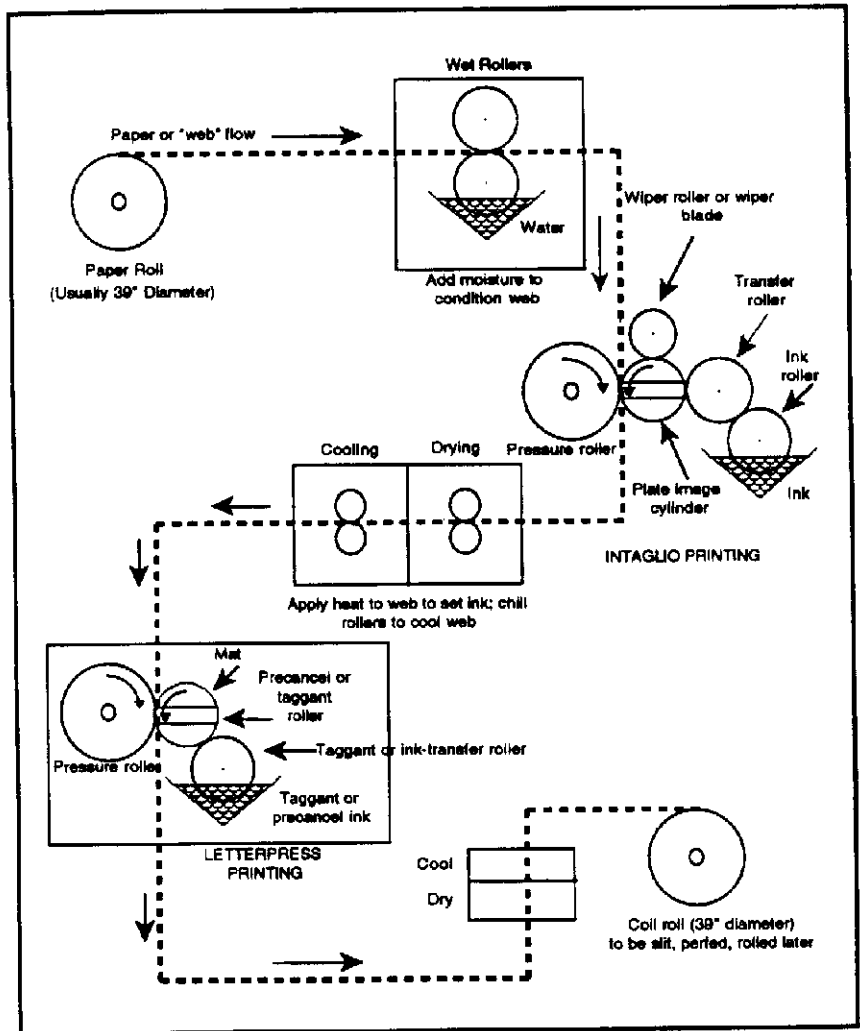 Wet Rollers
Paper or "web" flow
Water
Paper Roll
(Usually 39" Diameter)
Add moisture to
condition web
Wiper roller or wiper
blade
Transfer
roller
Ink
roller
Pressure roller
Plate image
cylinder
Ink
INTAGLIO PRINTING
Cooling
Drying
Apply heat to web to set ink; chill
rollers to cool web
Mat
Precancel or
taggant
roller
Pressure roller
Taggant or ink-transfer roller
Taggant or
precancel ink
LETTERPRESS
PRINTING
Cool
Dry
Coil roll (39" diameter)
to be slit, perfed, rolled later